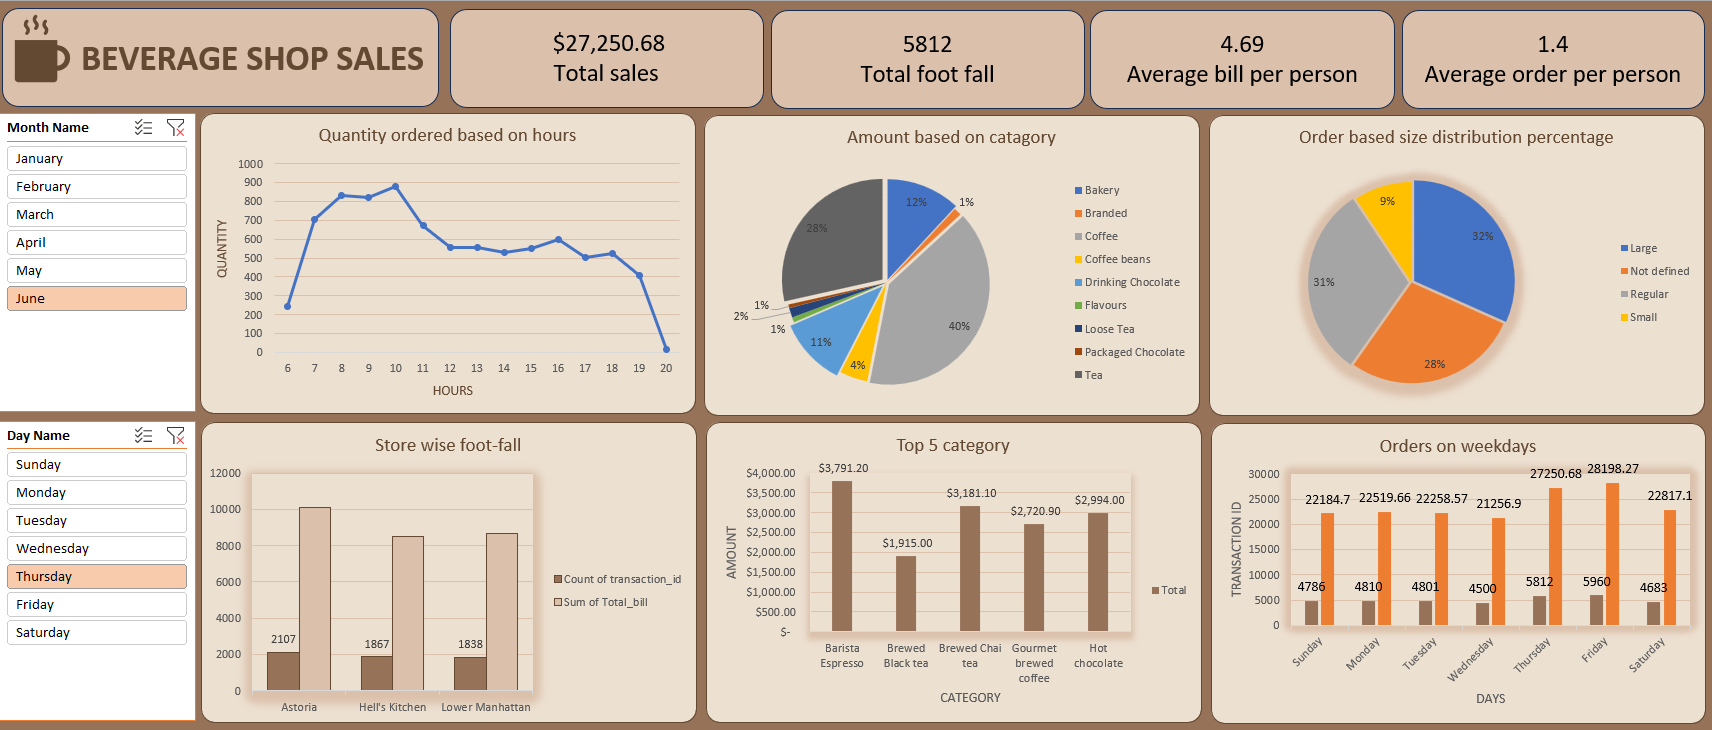 BEVERAGE SHOP SALES
$27,250.68
Total sales
5812
Total foot fall
4.69
Average bill per person
1.4
Average order per person
Month Name
January
February
March
April
May
June
Quantity ordered based on hours
1000
900
800
700
600
500
400
300
200
100
0
QUANTITY
6 7 8 9 10 11 12 13 14 15 16 17 18 19 20
HOURS
Amount based on catagory
12%
1%
40%
4%
11%
1%
2%
1%
28%
Bakery
Branded
Coffee
Coffee beans
Drinking Chocolate
Flavours
Loose Tea
Packaged Chocolate
Tea
Order based size distribution percentage
32%
28%
31%
9%
Large
Not defined
Regular
Small
Day Name
Sunday
Monday
Tuesday
Wednesday
Thursday
Friday
Saturday
Store wise foot-fall
12000
10000
8000
6000
4000
2000
0
2107
1867
1838
Astoria
Hell's Kitchen
Lower Manhattan
Count of transaction_id
Sum of Total_bill
Top 5 category
$4,000.00
$3,500.00
$3,000.00
$2,500.00
$2,000.00
$1,500.00
$1,000.00
$500.00
$-
AMOUNT
$3,791.20
$1,915.00
$3,181.10
$2,720.90
$2,994.00
Barista
Espresso
Brewed
Black tea
Brewed Chai
tea
Gourmet
brewed
coffee
Hot
chocolate
CATEGORY
Total
Orders on weekdays
30000
25000
20000
15000
10000
5000
0
TRANSACTION ID
22184.7
22519.66
22258.57
21256.9
27250.68
28198.27
22817.1
4786
4810
4801
4500
5812
5960
4683
Sunday
Monday
Tuesday
Wednesday
Thursday
Friday
Saturday
DAYS